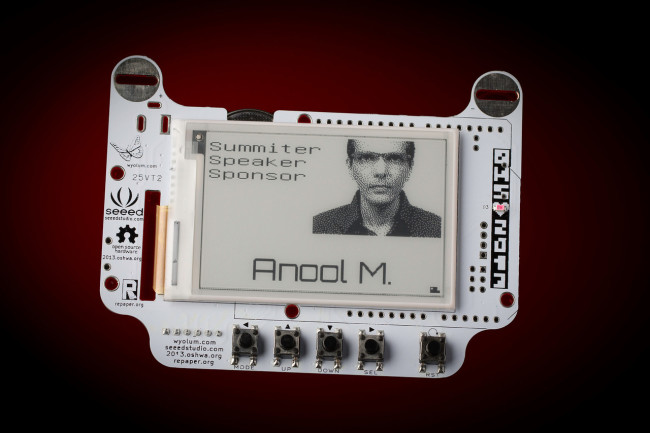 Summiter
Speaker
Sponsor
Anool M.
wyolum.com
25VT2
seeed
seeedstudio.com
open source
hardware
2013.oshwa.org
R
repaper.org
wyolum.com
seeedstudio.com
2013.oshwa.org
repaper.org
MODE
UP
DOWN
SEL
RST
13